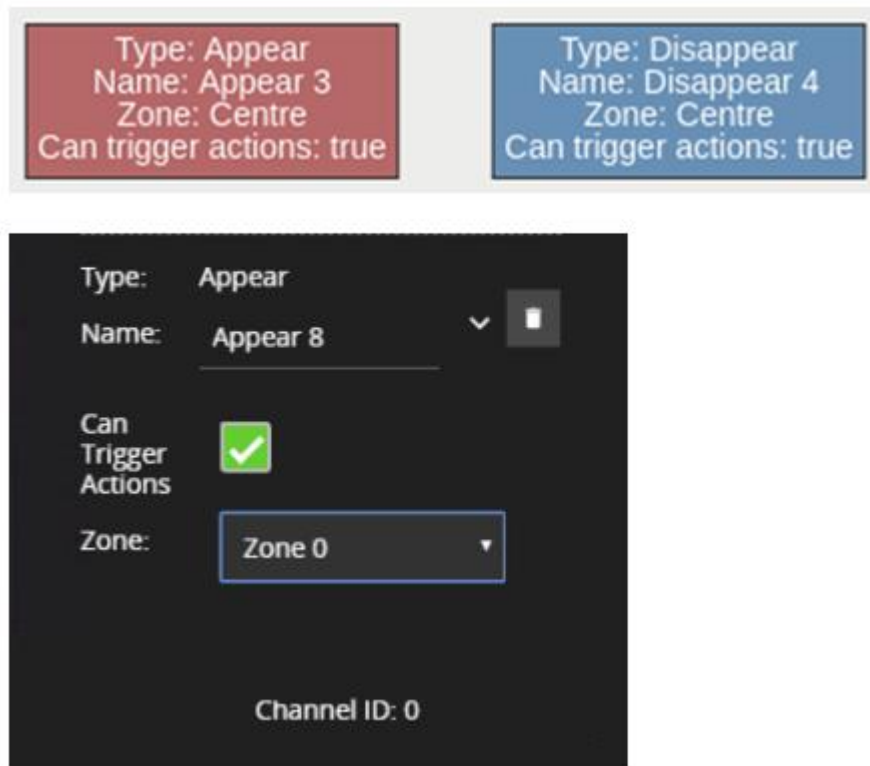 Type: Appear
Name: Appear 3
Zone: Centre
Can trigger actions: true
Type: Disappear
Name: Disappear 4
Zone: Centre
Can trigger actions: true
Type: Appear
Name: Appear 8
Can
Trigger
Actions
Zone: Zone 0
Channel ID: 0